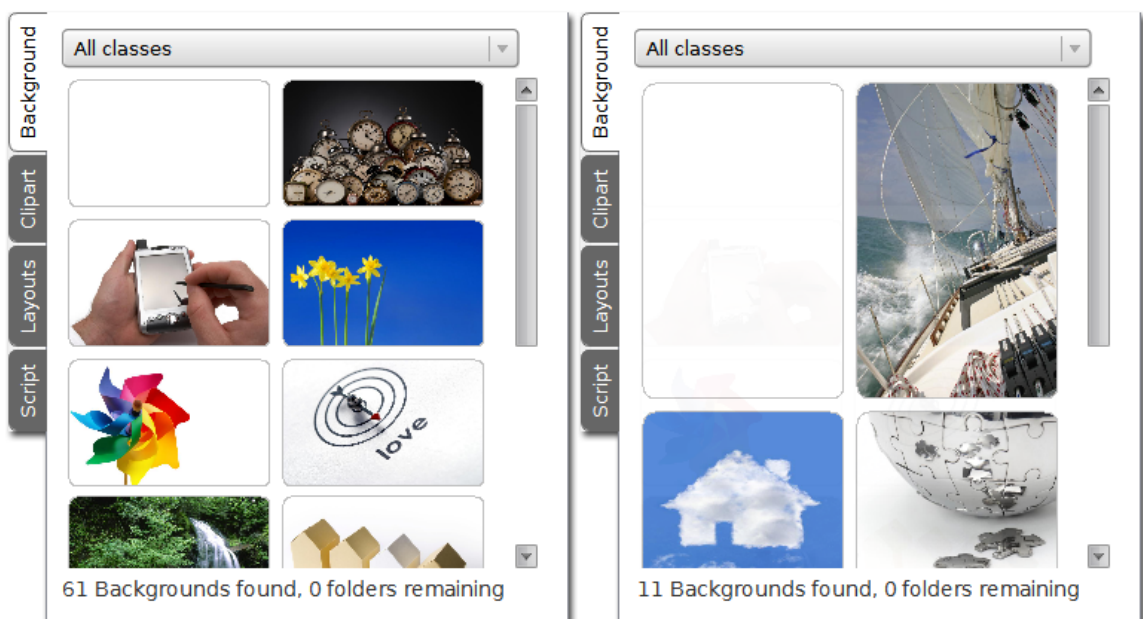 Background
Clipart
Layouts
Script
All classes
love
61 Backgrounds found, 0 folders remaining
Background
Clipart
Layouts
Script
All classes
11 Backgrounds found, 0 folders remaining